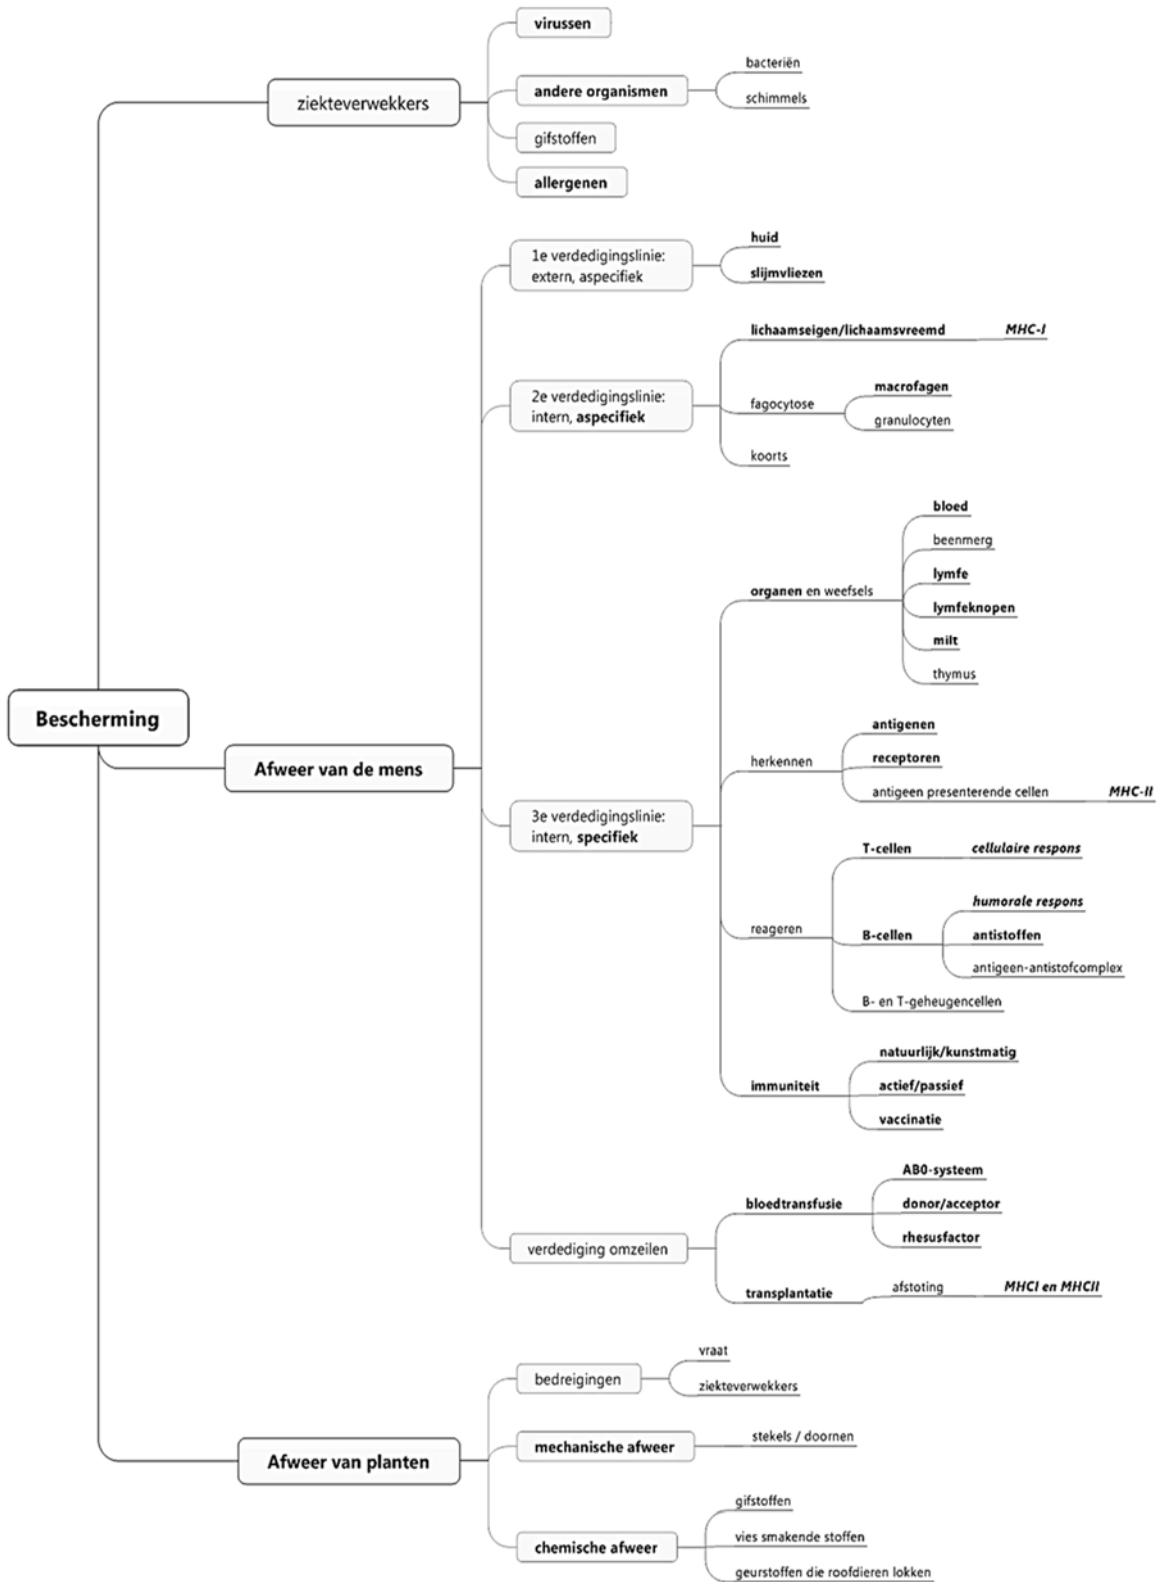 virussen
bacteriën
andere organismen
schimmels
ziekteverwekkers
gifstoffen
allergenen
huid
1e verdedigingslinie:
extern, aspecifiek
slijmvliezen
lichaamseigen/lichaamsvreemd
MHC-I
2e verdedigingslinie:
intern, aspecifiek
macrofagen
fagocytose
granulocyten
koorts
bloed
beenmerg
lymfe
organen en weefsels
lymfeknopen
milt
thymus
Bescherming
Afweer van de mens
antigenen
herkennen
receptoren
antigeen presenterende cellen
MHC-II
3e verdedigingslinie:
intern, specifiek
T-cellen
cellulaire respons
humorale respons
reageren
B-cellen
antistoffen
antigeen-antistofcomplex
B- en T-geheugencellen
natuurlijk/kunstmatig
immuniteit
actief/passief
vaccinatie
AB0-systeem
bloedtransfusie
donor/acceptor
rhesusfactor
verdediging omzeilen
transplantatie
afstoting
MHCI en MHCII
vraat
bedreigingen
ziekteverwekkers
mechanische afweer
stekels / doornen
Afweer van planten
gifstoffen
chemische afweer
vies smakende stoffen
geurstoffen die roofdieren lokken